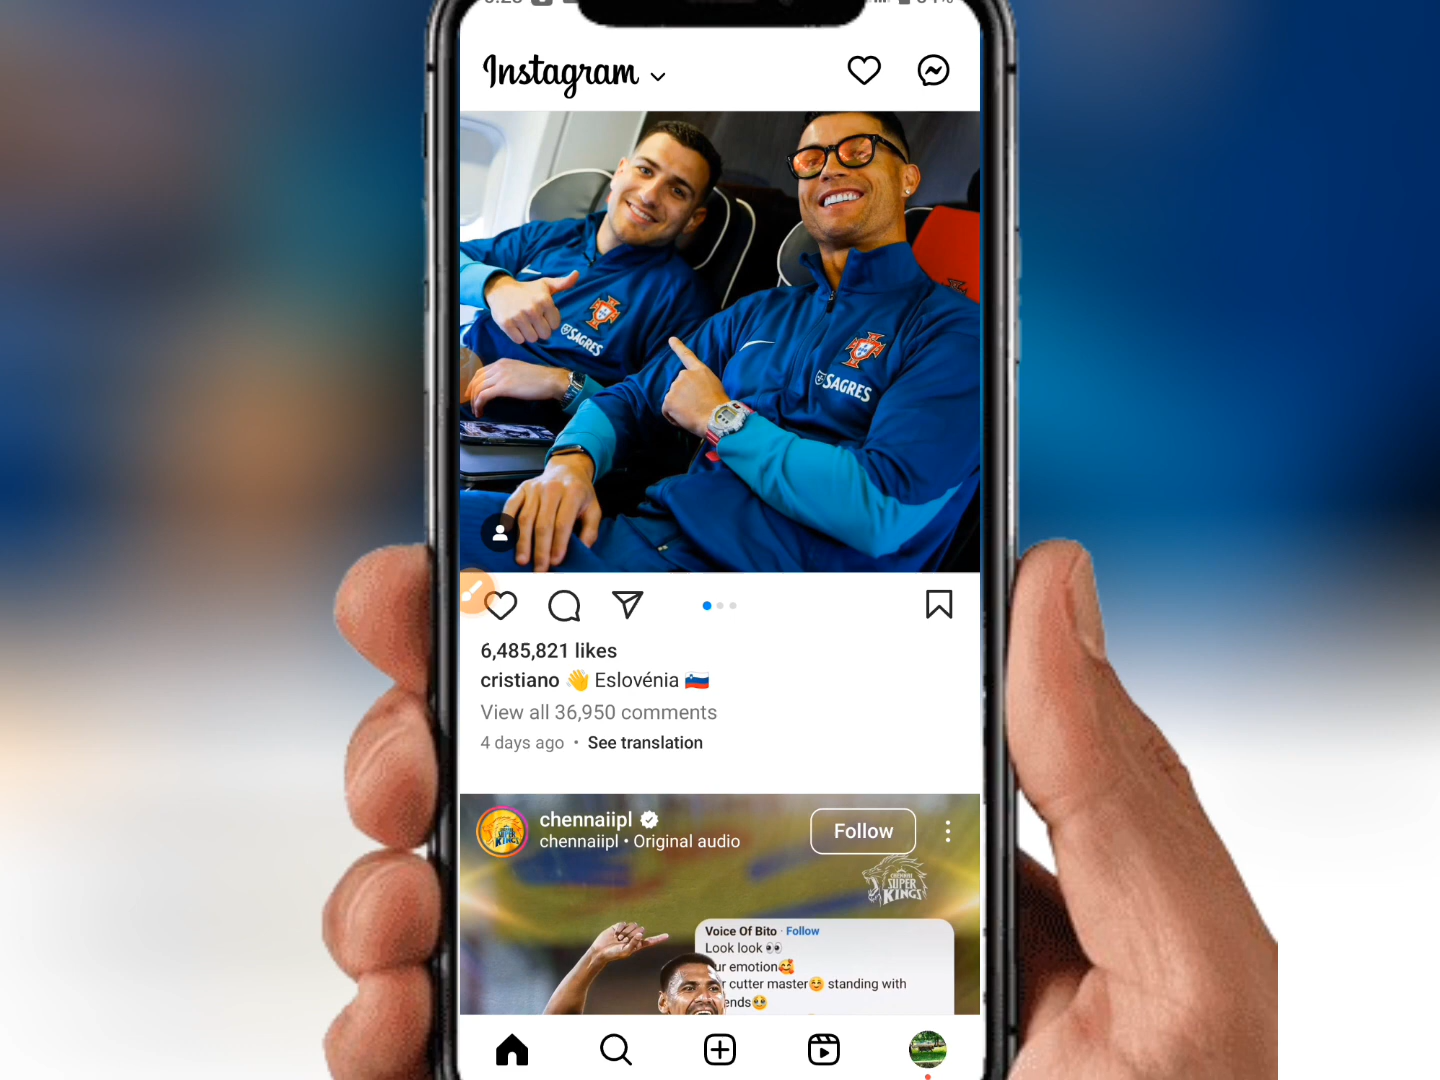 Instagram
SAGRES
SAGRES
6,485,821 likes
cristiano 👋 Eslovénia 🇸🇮
View all 36,950 comments
4 days ago • See translation
chennaiipl
chennaiipl • Original audio
Follow
CHENNAI
SUPER
KINGS
Voice Of Bito · Follow
Look look 👀
ur emotion🥰
r cutter master☺️ standing with
ends🥹